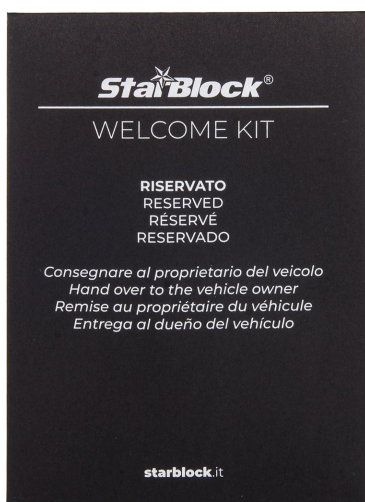 StarBlock®
WELCOME KIT
RISERVATO
RESERVED
RÉSERVÉ
RESERVADO
Consegnare al proprietario del veicolo
Hand over to the vehicle owner
Remise au propriétaire du véhicule
Entrega al dueño del vehículo
starblock.it